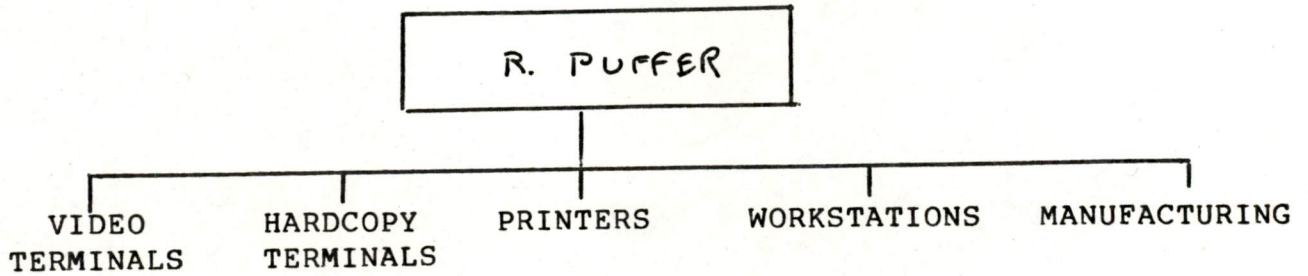 R. PUFFER
VIDEO TERMINALS
HARDCOPY TERMINALS
PRINTERS
WORKSTATIONS
MANUFACTURING